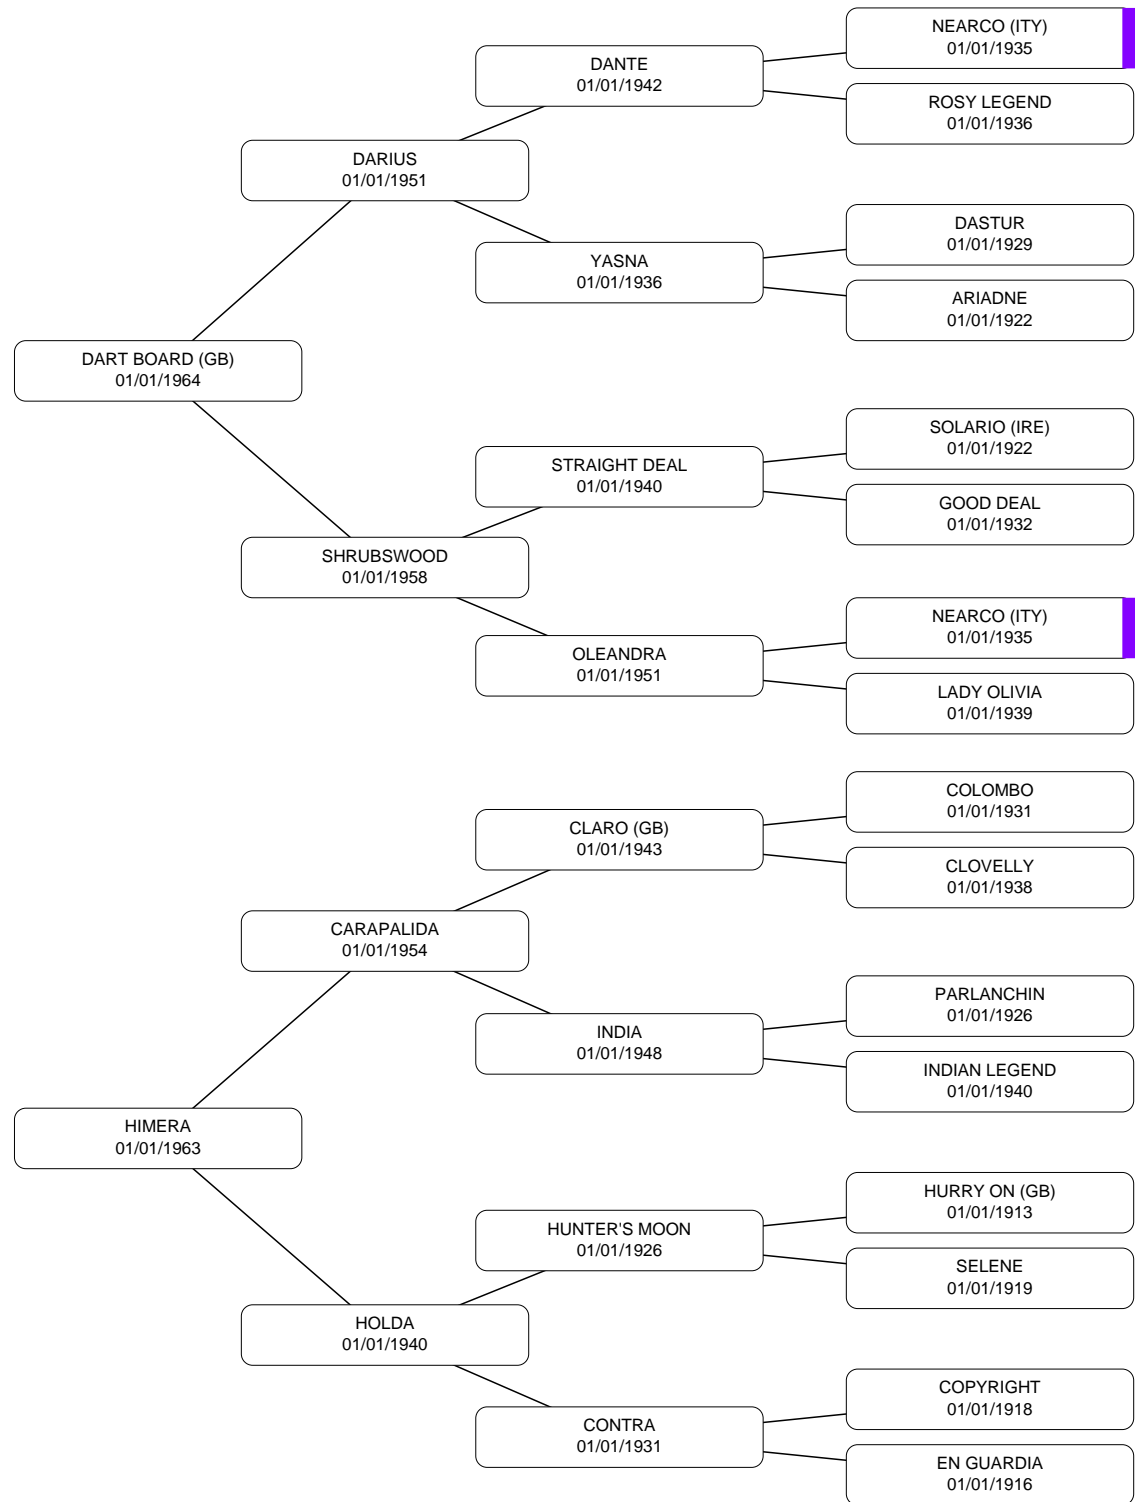 NEARCO (ITY)
01/01/1935
DANTE
01/01/1942
ROSY LEGEND
01/01/1936
DARIUS
01/01/1951
DASTUR
01/01/1929
YASNA
01/01/1936
ARIADNE
01/01/1922
DART BOARD (GB)
01/01/1964
SOLARIO (IRE)
01/01/1922
STRAIGHT DEAL
01/01/1940
GOOD DEAL
01/01/1932
SHRUBSWOOD
01/01/1958
NEARCO (ITY)
01/01/1935
OLEANDRA
01/01/1951
LADY OLIVIA
01/01/1939
COLOMBO
01/01/1931
CLARO (GB)
01/01/1943
CLOVELLY
01/01/1938
CARAPALIDA
01/01/1954
PARLANCHIN
01/01/1926
INDIA
01/01/1948
INDIAN LEGEND
01/01/1940
HIMERA
01/01/1963
HURRY ON (GB)
01/01/1913
HUNTER'S MOON
01/01/1926
SELENE
01/01/1919
HOLDA
01/01/1940
COPYRIGHT
01/01/1918
CONTRA
01/01/1931
EN GUARDIA
01/01/1916